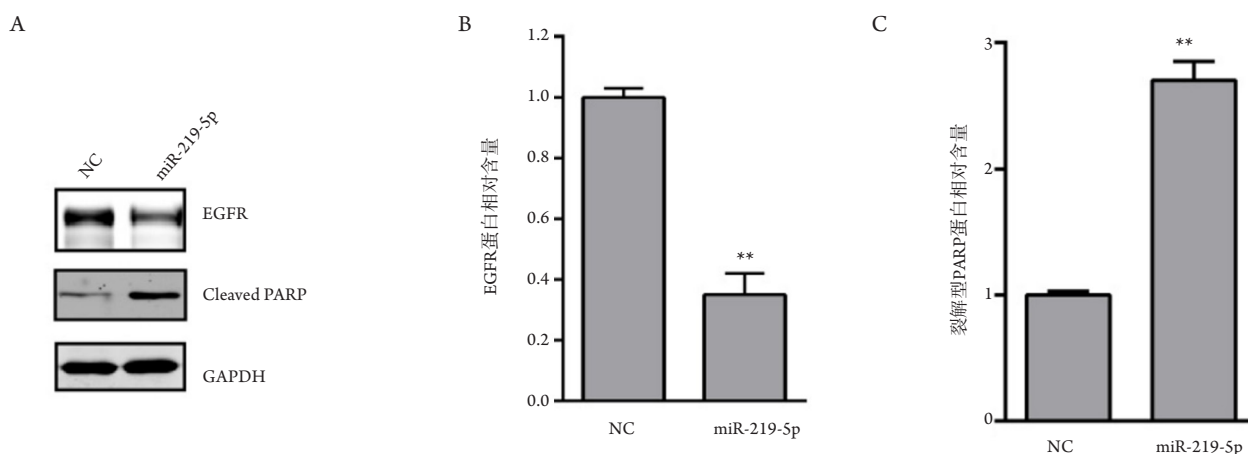 A
NC
miR-219-5p
EGFR
Cleaved PARP
GAPDH
B
EGFR蛋白相对含量
1.2
1.0
0.8
0.6
0.4
0.2
0.0
**
NC
miR-219-5p
C
裂解型PARP蛋白相对含量
3
2
1
0
**
NC
miR-219-5p